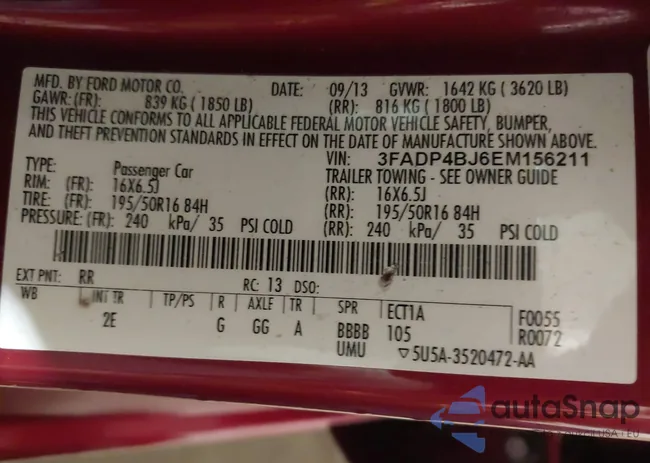 MFD. BY FORD MOTOR CO. DATE: 09/13 GVWR: 1642 KG ( 3620 LB)
GAWR: (FR): 839 KG ( 1850 LB) (RR): 816 KG ( 1800 LB)
THIS VEHICLE CONFORMS TO ALL APPLICABLE FEDERAL MOTOR VEHICLE SAFETY, BUMPER,
AND THEFT PREVENTION STANDARDS IN EFFECT ON THE DATE OF MANUFACTURE SHOWN ABOVE.
VIN: 3FADP4BJ6EM156211
TYPE: Passenger Car TRAILER TOWING - SEE OWNER GUIDE
RIM: (FR): 16X6.5J (RR): 16X6.5J
TIRE: (FR): 195/50R16 84H (RR): 195/50R16 84H
PRESSURE: (FR): 240 kPa/ 35 PSI COLD (RR): 240 kPa/ 35 PSI COLD
EXT PNT: RR RC: 13 DSO:
WB INT TR TP/PS R AXLE TR SPR ECT1A F0055
2E G GG A BBBB 105 R0072
UMU ▽5U5A-3520472-AA
autoSnap